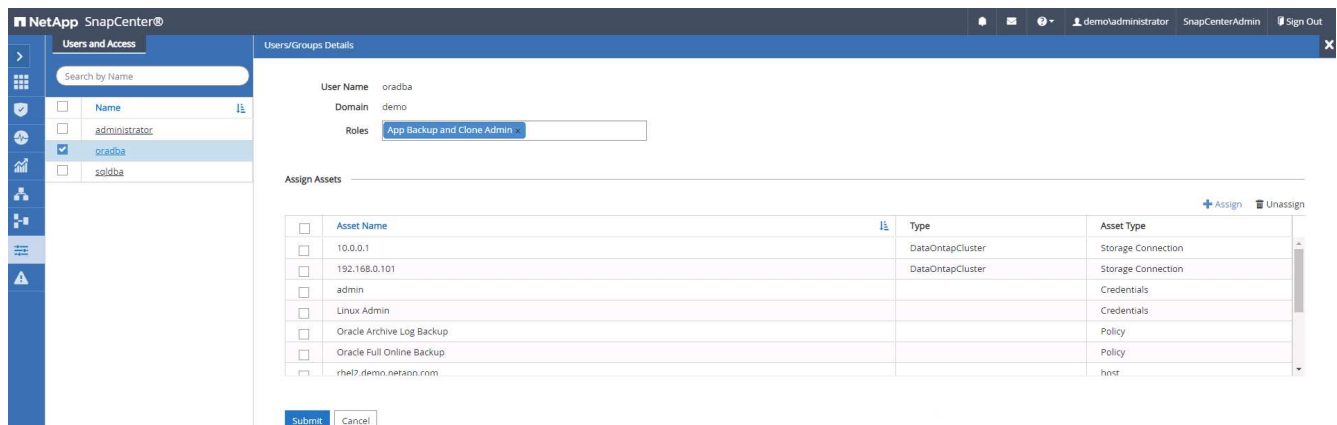 NetApp SnapCenter® demo\administrator SnapCenterAdmin Sign Out
Users and Access
Users/Groups Details
Search by Name
Name
administrator
oradba
sqldba
User Name oradba
Domain demo
Roles App Backup and Clone Admin ×
Assign Assets
Assign Unassign
Asset Name Type Asset Type
10.0.0.1 DataOntapCluster Storage Connection
192.168.0.101 DataOntapCluster Storage Connection
admin Credentials
Linux Admin Credentials
Oracle Archive Log Backup Policy
Oracle Full Online Backup Policy
rhel2.demo.netapp.com host
Submit Cancel